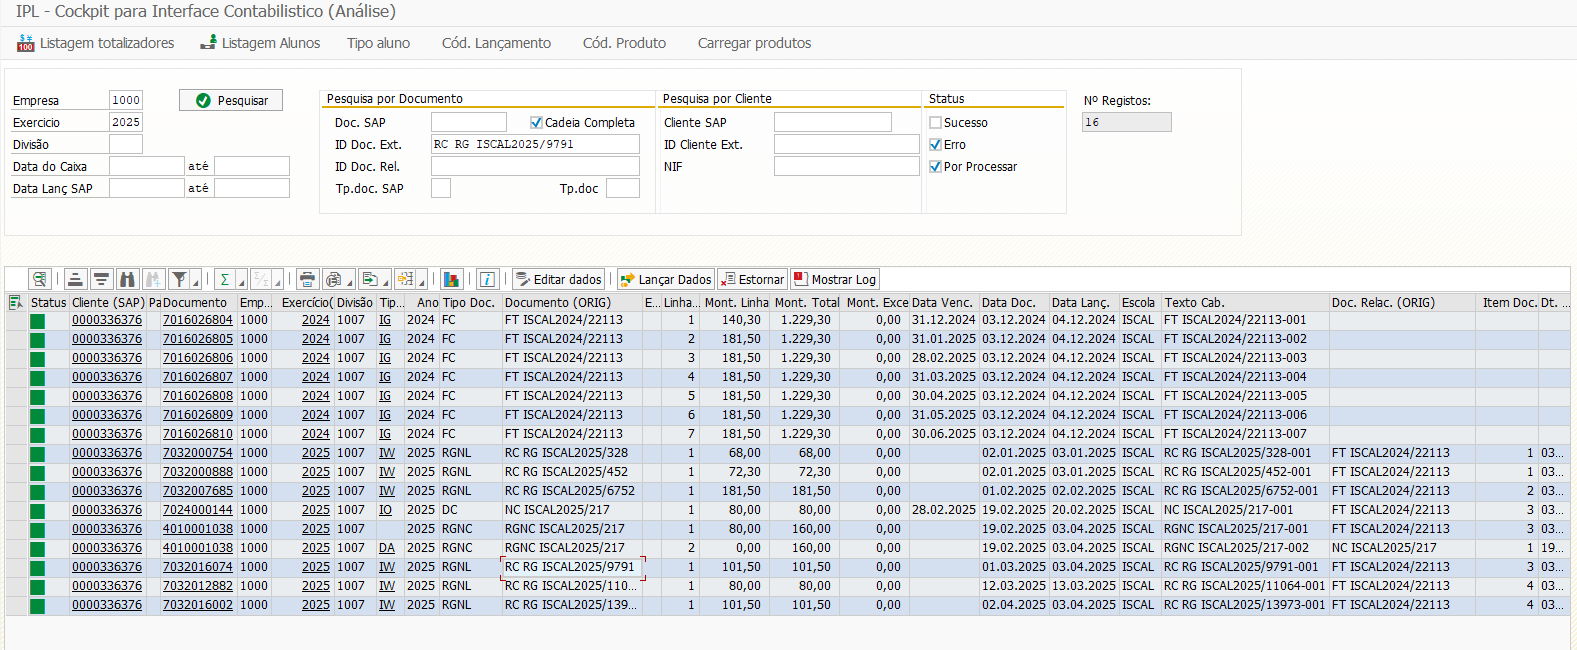 IPL - Cockpit para Interface Contabilistico (Análise)
Listagem totalizadores Listagem Alunos Tipo aluno Cód. Lançamento Cód. Produto Carregar produtos
Empresa 1000 Pesquisar Pesquisa por Documento Pesquisa por Cliente Status Nº Registos:
Exercicio 2025 Doc. SAP Cadeia Completa Cliente SAP Sucesso 16
Divisão ID Doc. Ext. RC RG ISCAL2025/9791 ID Cliente Ext. Erro
Data do Caixa até ID Doc. Rel. NIF Por Processar
Data Lanç SAP até Tp.doc. SAP Tp.doc
Editar dados Lançar Dados Estornar Mostrar Log
Status Cliente (SAP) Pa Documento Emp... Exercício( Divisão Tip... Ano Tipo Doc. Documento (ORIG) E... Linha... Mont. Linha Mont. Total Mont. Exce Data Venc. Data Doc. Data Lanç. Escola Texto Cab. Doc. Relac. (ORIG) Item Doc. Dt. ...
0000336376 7016026804 1000 2024 1007 IG 2024 FC FT ISCAL2024/22113 1 140,30 1.229,30 0,00 31.12.2024 03.12.2024 04.12.2024 ISCAL FT ISCAL2024/22113-001
0000336376 7016026805 1000 2024 1007 IG 2024 FC FT ISCAL2024/22113 2 181,50 1.229,30 0,00 31.01.2025 03.12.2024 04.12.2024 ISCAL FT ISCAL2024/22113-002
0000336376 7016026806 1000 2024 1007 IG 2024 FC FT ISCAL2024/22113 3 181,50 1.229,30 0,00 28.02.2025 03.12.2024 04.12.2024 ISCAL FT ISCAL2024/22113-003
0000336376 7016026807 1000 2024 1007 IG 2024 FC FT ISCAL2024/22113 4 181,50 1.229,30 0,00 31.03.2025 03.12.2024 04.12.2024 ISCAL FT ISCAL2024/22113-004
0000336376 7016026808 1000 2024 1007 IG 2024 FC FT ISCAL2024/22113 5 181,50 1.229,30 0,00 30.04.2025 03.12.2024 04.12.2024 ISCAL FT ISCAL2024/22113-005
0000336376 7016026809 1000 2024 1007 IG 2024 FC FT ISCAL2024/22113 6 181,50 1.229,30 0,00 31.05.2025 03.12.2024 04.12.2024 ISCAL FT ISCAL2024/22113-006
0000336376 7016026810 1000 2024 1007 IG 2024 FC FT ISCAL2024/22113 7 181,50 1.229,30 0,00 30.06.2025 03.12.2024 04.12.2024 ISCAL FT ISCAL2024/22113-007
0000336376 7032000754 1000 2025 1007 IW 2025 RGNL RC RG ISCAL2025/328 1 68,00 68,00 0,00 02.01.2025 03.01.2025 ISCAL RC RG ISCAL2025/328-001 FT ISCAL2024/22113 1 03...
0000336376 7032000888 1000 2025 1007 IW 2025 RGNL RC RG ISCAL2025/452 1 72,30 72,30 0,00 02.01.2025 03.01.2025 ISCAL RC RG ISCAL2025/452-001 FT ISCAL2024/22113 1 03...
0000336376 7032007685 1000 2025 1007 IW 2025 RGNL RC RG ISCAL2025/6752 1 181,50 181,50 0,00 01.02.2025 02.02.2025 ISCAL RC RG ISCAL2025/6752-001 FT ISCAL2024/22113 2 03...
0000336376 7024000144 1000 2025 1007 IO 2025 DC NC ISCAL2025/217 1 80,00 80,00 0,00 28.02.2025 19.02.2025 20.02.2025 ISCAL NC ISCAL2025/217-001 FT ISCAL2024/22113 3 03...
0000336376 4010001038 1000 2025 1007 2025 RGNC RGNC ISCAL2025/217 1 80,00 160,00 0,00 19.02.2025 03.04.2025 ISCAL RGNC ISCAL2025/217-001 FT ISCAL2024/22113 3 03...
0000336376 4010001038 1000 2025 1007 DA 2025 RGNC RGNC ISCAL2025/217 2 0,00 160,00 0,00 19.02.2025 03.04.2025 ISCAL RGNC ISCAL2025/217-002 NC ISCAL2025/217 1 19...
0000336376 7032016074 1000 2025 1007 IW 2025 RGNL RC RG ISCAL2025/9791 1 101,50 101,50 0,00 01.03.2025 03.04.2025 ISCAL RC RG ISCAL2025/9791-001 FT ISCAL2024/22113 3 03...
0000336376 7032012882 1000 2025 1007 IW 2025 RGNL RC RG ISCAL2025/110... 1 80,00 80,00 0,00 12.03.2025 13.03.2025 ISCAL RC RG ISCAL2025/11064-001 FT ISCAL2024/22113 4 03...
0000336376 7032016002 1000 2025 1007 IW 2025 RGNL RC RG ISCAL2025/139... 1 101,50 101,50 0,00 02.04.2025 03.04.2025 ISCAL RC RG ISCAL2025/13973-001 FT ISCAL2024/22113 4 03...